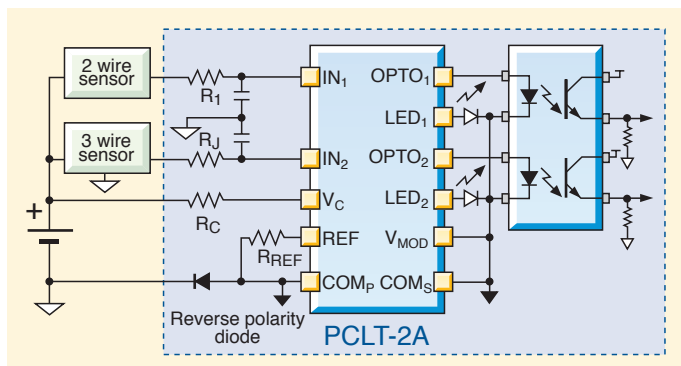 2 wire
sensor
R1
3 wire
sensor
RJ
RC
+
RREF
Reverse polarity
diode
IN1
IN2
VC
REF
COMP
OPTO1
LED1
OPTO2
LED2
VMOD
COMS
PCLT-2A